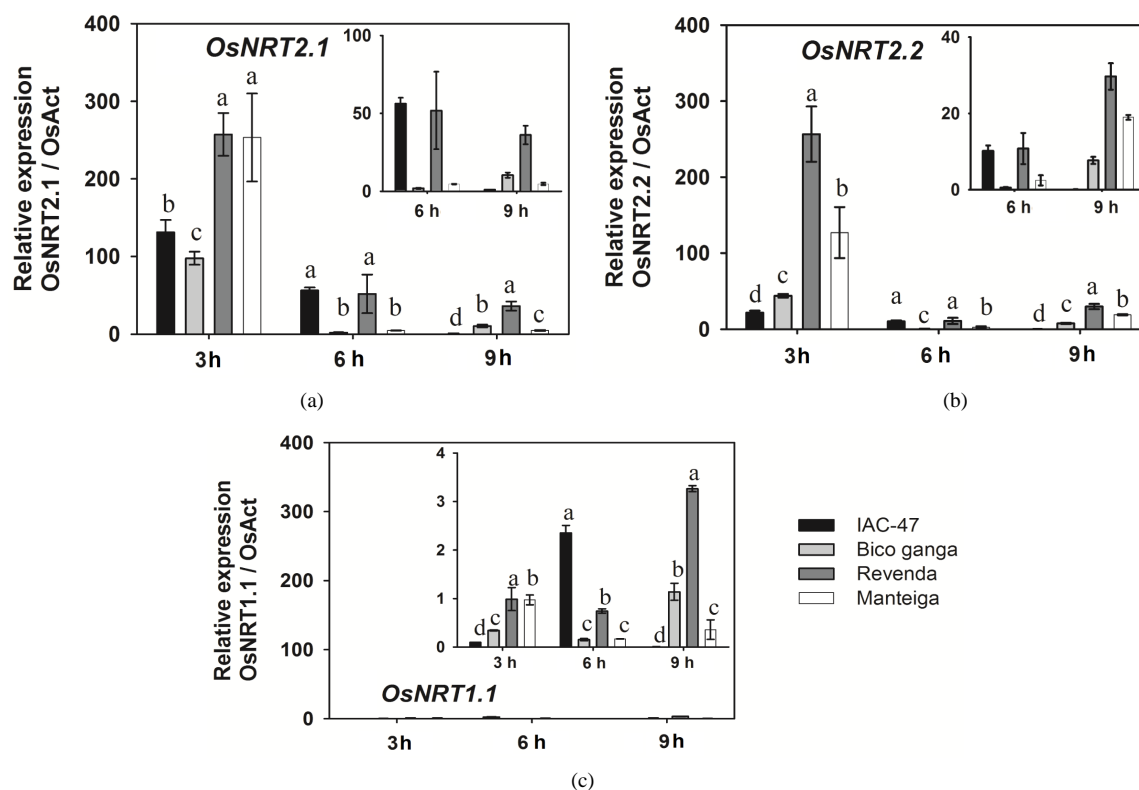 OsNRT2.1
Relative expression
OsNRT2.1 / OsAct
400
300
200
100
0
100
50
0
6 h
9 h
b
c
a
a
a
b
a
b
d
b
a
c
3h
6 h
9h
(a)
OsNRT2.2
Relative expression
OsNRT2.2 / OsAct
400
300
200
100
0
40
20
0
6 h
9 h
d
c
a
b
a
c
a
b
d
c
a
b
3h
6 h
9h
(b)
OsNRT1.1
Relative expression
OsNRT1.1 / OsAct
400
300
200
100
0
4
3
2
1
0
d
c
a
b
a
c
b
c
d
b
a
c
3 h
6 h
9 h
3h
6 h
9h
IAC-47
Bico ganga
Revenda
Manteiga
(c)